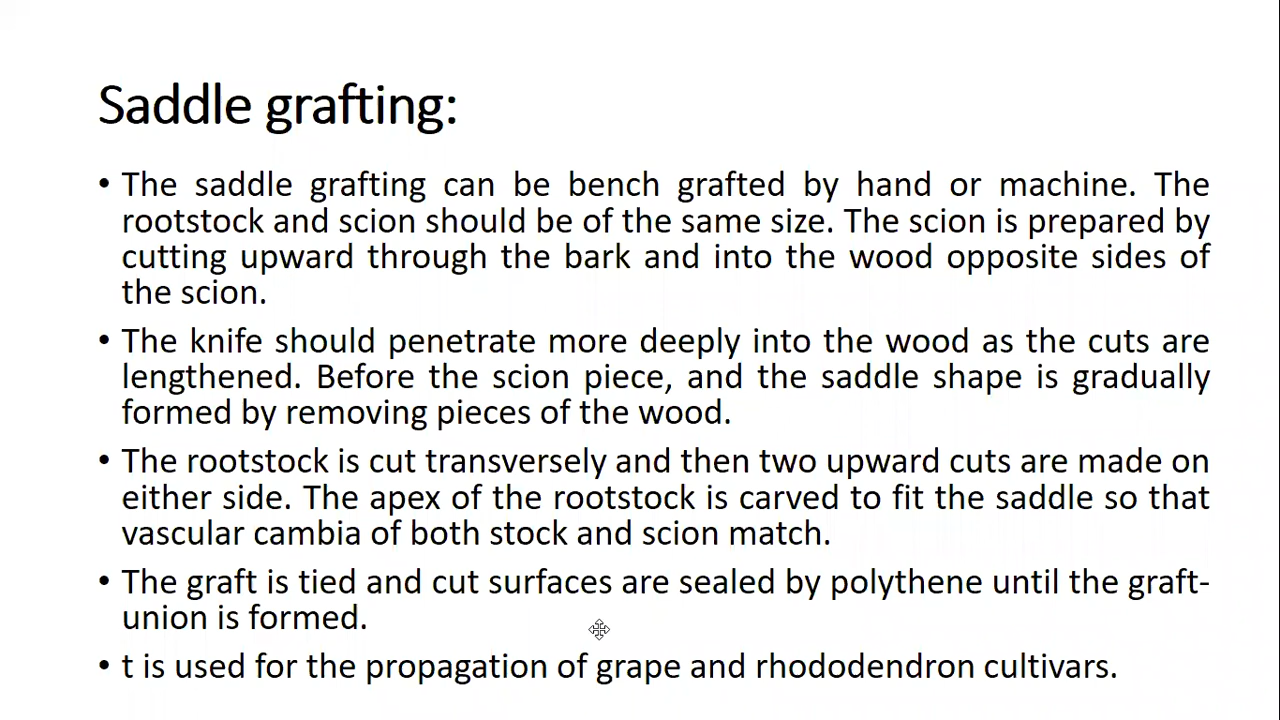 Saddle grafting:
• The saddle grafting can be bench grafted by hand or machine. The
rootstock and scion should be of the same size. The scion is prepared by
cutting upward through the bark and into the wood opposite sides of
the scion.
• The knife should penetrate more deeply into the wood as the cuts are
lengthened. Before the scion piece, and the saddle shape is gradually
formed by removing pieces of the wood.
• The rootstock is cut transversely and then two upward cuts are made on
either side. The apex of the rootstock is carved to fit the saddle so that
vascular cambia of both stock and scion match.
• The graft is tied and cut surfaces are sealed by polythene until the graft-
union is formed.
• t is used for the propagation of grape and rhododendron cultivars.